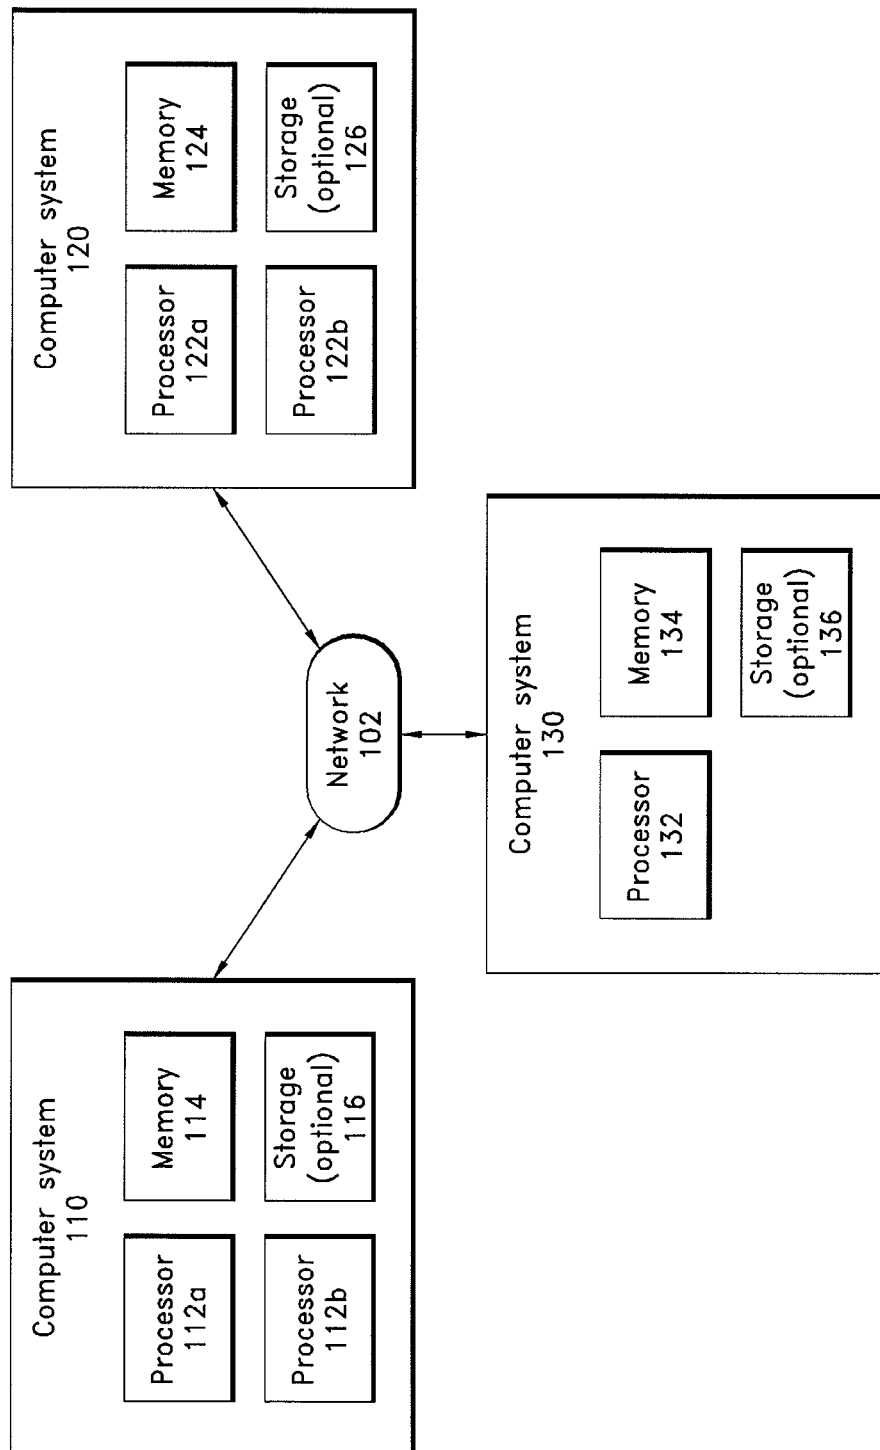 Computer system
110
Processor
112a
Memory
114
Processor
112b
Storage
(optional)
116
Network
102
Computer system
120
Processor
122a
Memory
124
Processor
122b
Storage
(optional)
126
Computer system
130
Processor
132
Memory
134
Storage
(optional)
136